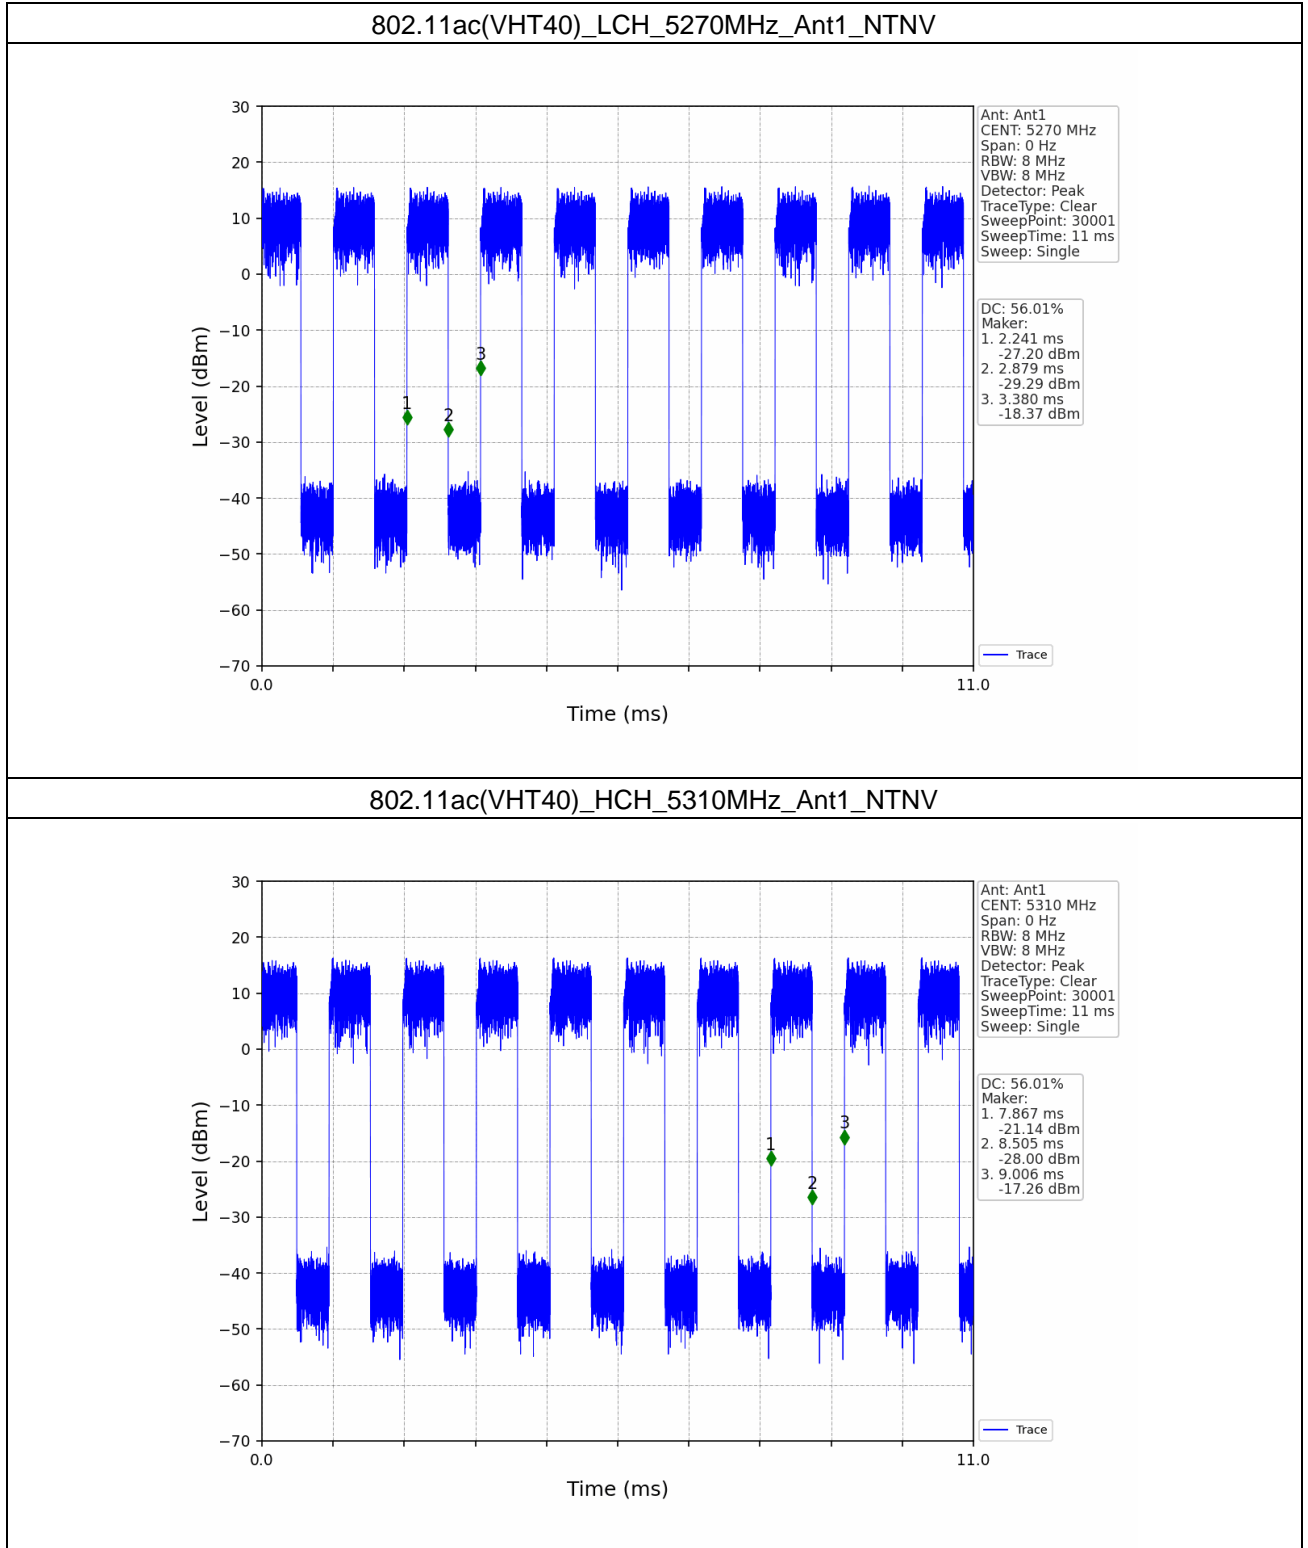 802.11ac(VHT40)_LCH_5270MHz_Ant1_NTNV
30
20
10
0
−10
−20
−30
−40
−50
−60
−70
Level (dBm)
1
2
3
0.0
11.0
Time (ms)
Ant: Ant1
CENT: 5270 MHz
Span: 0 Hz
RBW: 8 MHz
VBW: 8 MHz
Detector: Peak
TraceType: Clear
SweepPoint: 30001
SweepTime: 11 ms
Sweep: Single
DC: 56.01%
Maker:
1. 2.241 ms
-27.20 dBm
2. 2.879 ms
-29.29 dBm
3. 3.380 ms
-18.37 dBm
Trace
802.11ac(VHT40)_HCH_5310MHz_Ant1_NTNV
30
20
10
0
−10
−20
−30
−40
−50
−60
−70
Level (dBm)
1
2
3
0.0
11.0
Time (ms)
Ant: Ant1
CENT: 5310 MHz
Span: 0 Hz
RBW: 8 MHz
VBW: 8 MHz
Detector: Peak
TraceType: Clear
SweepPoint: 30001
SweepTime: 11 ms
Sweep: Single
DC: 56.01%
Maker:
1. 7.867 ms
-21.14 dBm
2. 8.505 ms
-28.00 dBm
3. 9.006 ms
-17.26 dBm
Trace